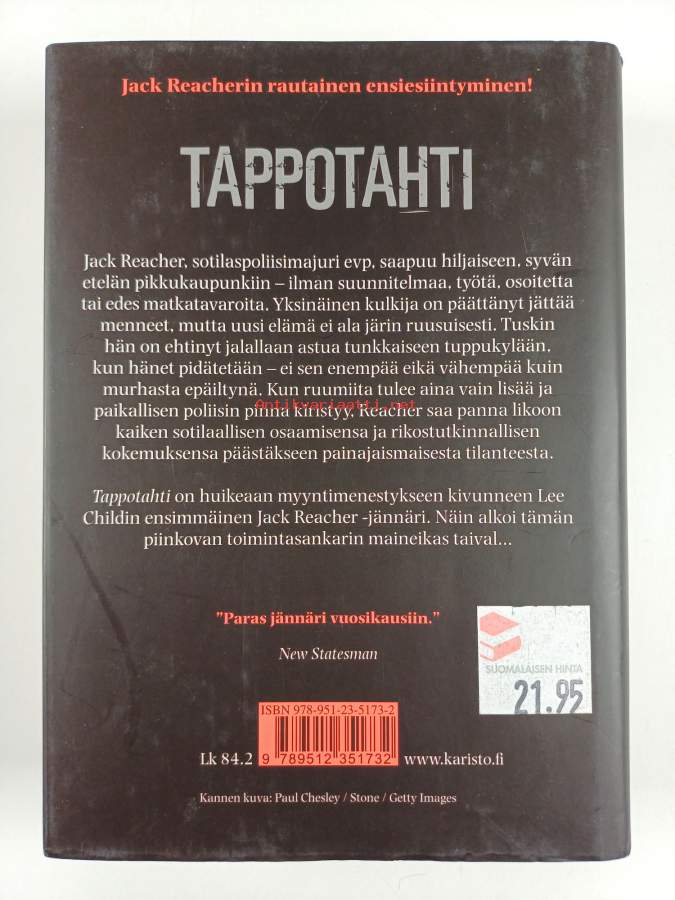 Jack Reacherin rautainen ensiesiintyminen!
TAPPOTAHTI
Jack Reacher, sotilaspoliisimajuri evp, saapuu hiljaiseen, syvän
etelän pikkukaupunkiin – ilman suunnitelmaa, työtä, osoitetta
tai edes matkatavaroita. Yksinäinen kulkija on päättänyt jättää
menneet, mutta uusi elämä ei ala järin ruusuisesti. Tuskin
hän on ehtinyt jalallaan astua tunkkaiseen tuppukylään,
kun hänet pidätetään – ei sen enempää eikä vähempää kuin
murhasta epäiltynä. Kun ruumiita tulee aina vain lisää ja
paikallisen poliisin pinna kiristyy, Reacher saa panna likoon
Antikvariaatti.net
kaiken sotilaallisen osaamisensa ja rikostutkinnallisen
kokemuksensa päästäkseen painajaismaisesta tilanteesta.
Tappotahti on huikeaan myyntimenestykseen kivunneen Lee
Childin ensimmäinen Jack Reacher -jännäri. Näin alkoi tämän
piinkovan toimintasankarin maineikas taival...
"Paras jännäri vuosikausiin."
New Statesman
SUOMALAISEN HINTA
21.95
ISBN 978-951-23-5173-2
Lk 84.2
9 789512 351732
www.karisto.fi
Kannen kuva: Paul Chesley / Stone / Getty Images